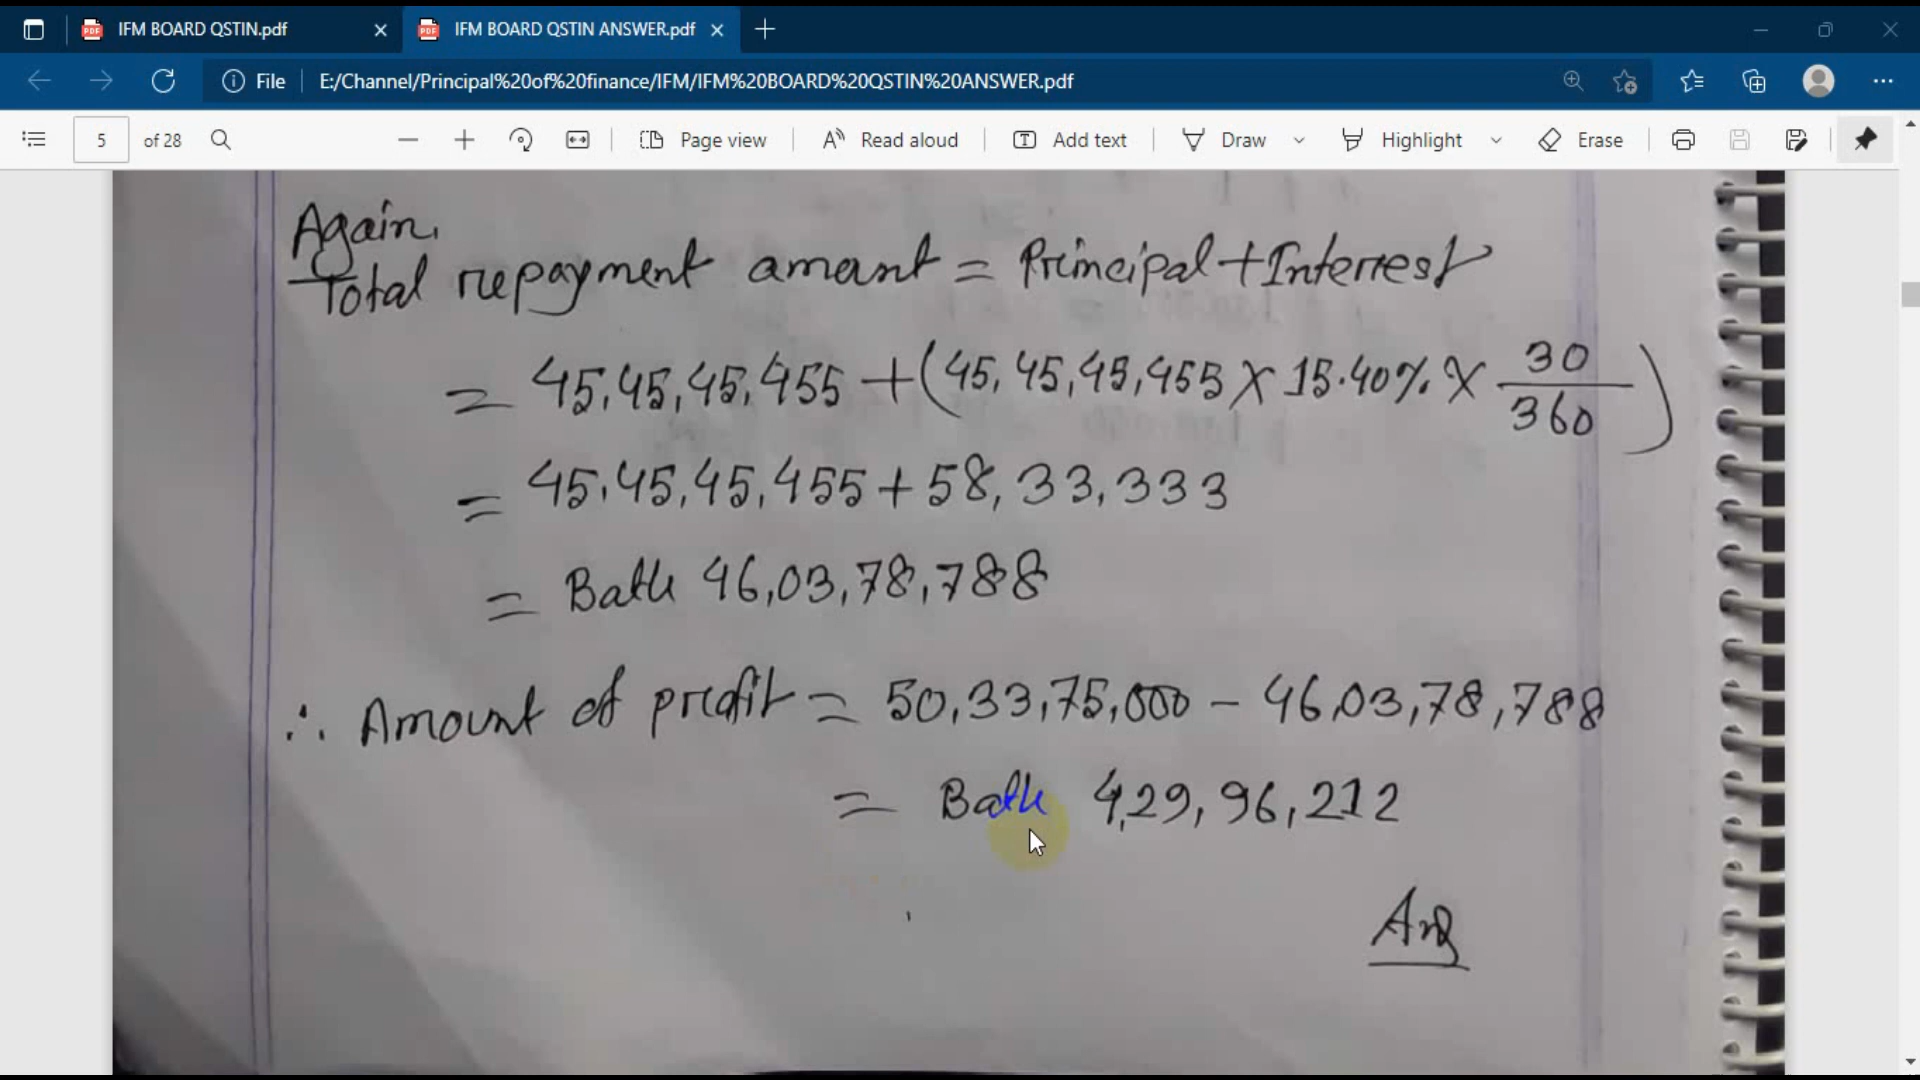 IFM BOARD QSTIN.pdf
IFM BOARD QSTIN ANSWER.pdf
File
E:/Channel/Principal%20of%20finance/IFM/IFM%20BOARD%20QSTIN%20ANSWER.pdf
5 of 28
Page view
Read aloud
Add text
Draw
Highlight
Erase
Again,
Total repayment amount = Principal + Interest
= 45,45,45,455 + (45,45,45,455 X 15.40% X 30/360)
= 45,45,45,455 + 58,33,333
= Bath 46,03,78,788
∴ Amount of profit = 50,33,75,000 - 46,03,78,788
= Bath 4,29,96,212
Ans